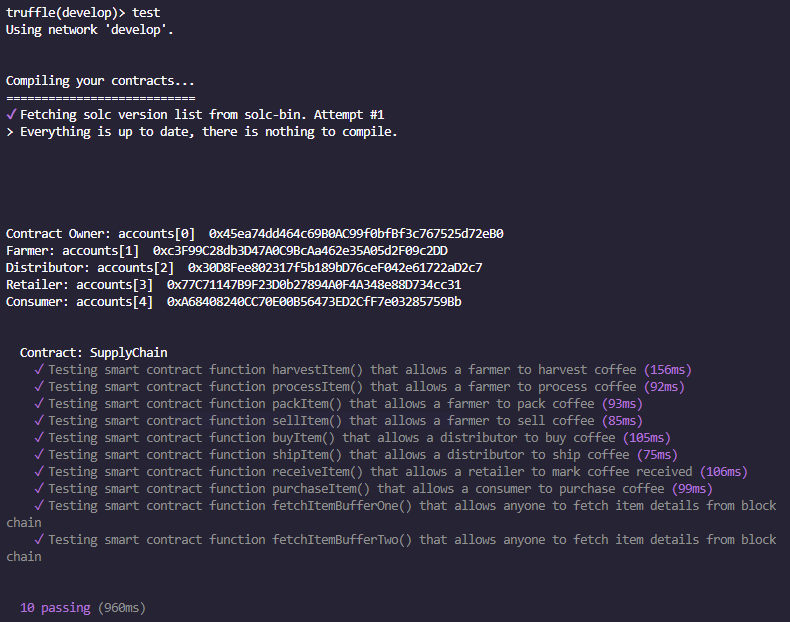 truffle(develop)> test
Using network 'develop'.
Compiling your contracts...
===========================
✓ Fetching solc version list from solc-bin. Attempt #1
> Everything is up to date, there is nothing to compile.
Contract Owner: accounts[0]  0x45ea74dd464c69B0AC99f0bfBf3c767525d72eB0
Farmer: accounts[1]  0xc3F99C28db3D47A0C9BcAa462e35A05d2F09c2DD
Distributor: accounts[2]  0x30D8Fee802317f5b189bD76ceF042e61722aD2c7
Retailer: accounts[3]  0x77C71147B9F23D0b27894A0F4A348e88D734cc31
Consumer: accounts[4]  0xA68408240CC70E00B56473ED2CfF7e03285759Bb
Contract: SupplyChain
✓ Testing smart contract function harvestItem() that allows a farmer to harvest coffee (156ms)
✓ Testing smart contract function processItem() that allows a farmer to process coffee (92ms)
✓ Testing smart contract function packItem() that allows a farmer to pack coffee (93ms)
✓ Testing smart contract function sellItem() that allows a farmer to sell coffee (85ms)
✓ Testing smart contract function buyItem() that allows a distributor to buy coffee (105ms)
✓ Testing smart contract function shipItem() that allows a distributor to ship coffee (75ms)
✓ Testing smart contract function receiveItem() that allows a retailer to mark coffee received (106ms)
✓ Testing smart contract function purchaseItem() that allows a consumer to purchase coffee (99ms)
✓ Testing smart contract function fetchItemBufferOne() that allows anyone to fetch item details from block
chain
✓ Testing smart contract function fetchItemBufferTwo() that allows anyone to fetch item details from block
chain
10 passing (960ms)